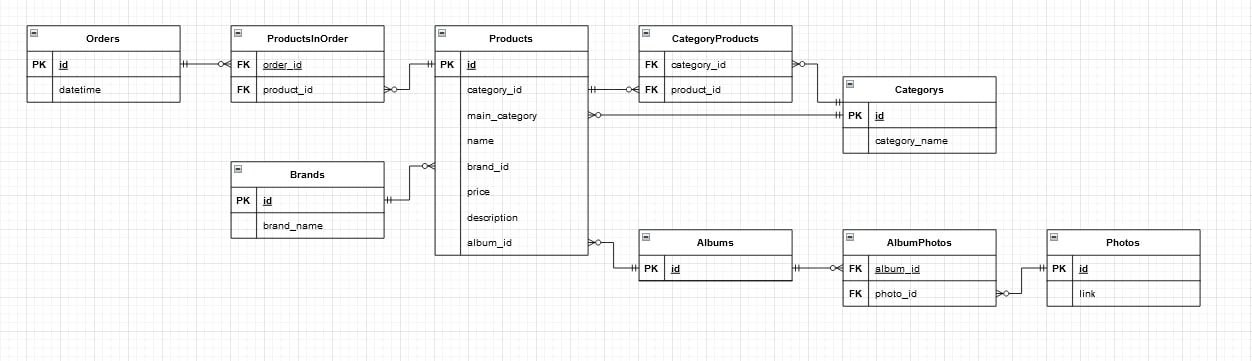 Orders
PK id
datetime
ProductsInOrder
FK order_id
FK product_id
Products
PK id
category_id
main_category
name
brand_id
price
description
album_id
CategoryProducts
FK category_id
FK product_id
Categorys
PK id
category_name
Brands
PK id
brand_name
Albums
PK id
AlbumPhotos
FK album_id
FK photo_id
Photos
PK id
link